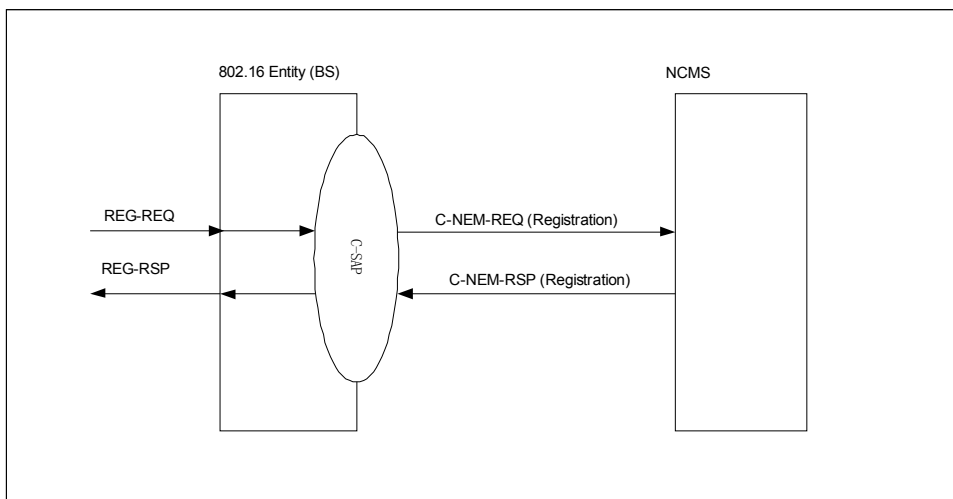 802.16 Entity (BS)
NCMS
REG-REQ
C-NEM-REQ (Registration)
C-SAP
REG-RSP
C-NEM-RSP (Registration)